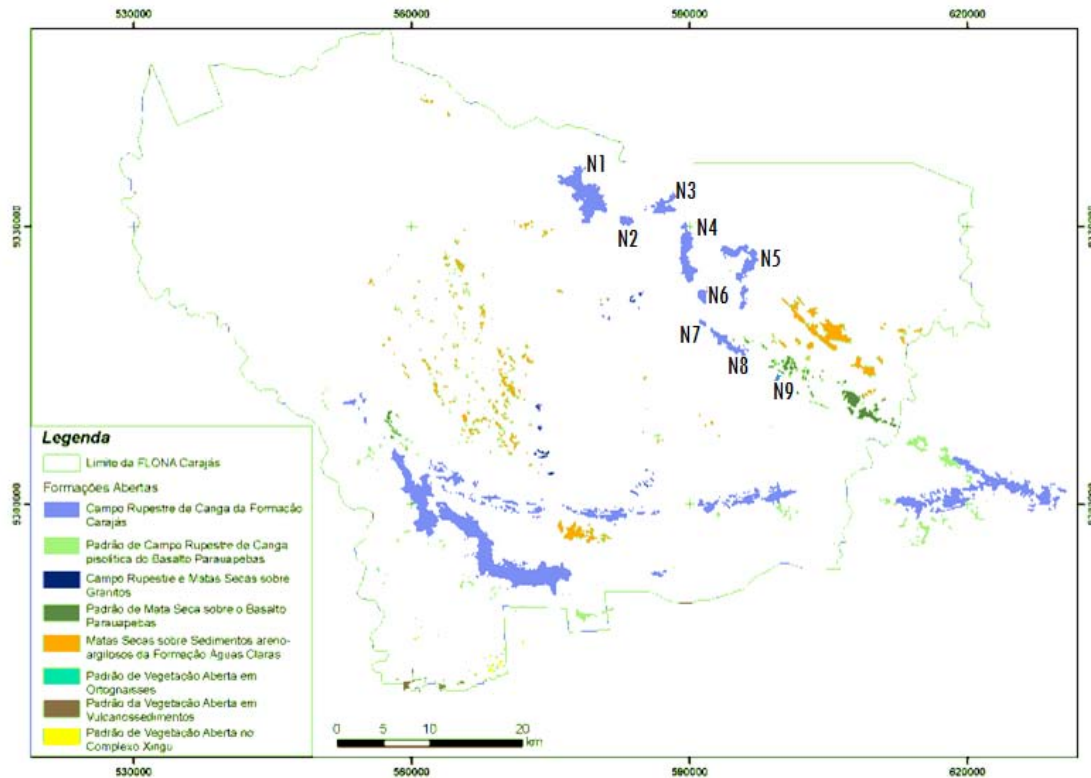 530000 560000 620000
N1
N3
N2
9330000
N4
N5
N6
N7
N8
N9
Legenda
Limite da FLONA Carajás
Formações Abertas
Campo Rupestre de Canga da Formação
Carajás
Padrão de Campo Rupestre de Canga
pisolítica do Basalto Parauapebas
Campo Rupestre e Matas Secas sobre
Granitos
Padrão de Mata Seca sobre o Basalto
Parauapebas
Matas Secas sobre Sedimentos areno-
argilosos da Formação Águas Claras
Padrão de Vegetação Aberta em
Ortognaisses
Padrão da Vegetação Aberta em
Vulcanossedimentos
Padrão de Vegetação Aberta no
Complexo Xingu
9300000
0 5 10 20
km
530000 560000 620000